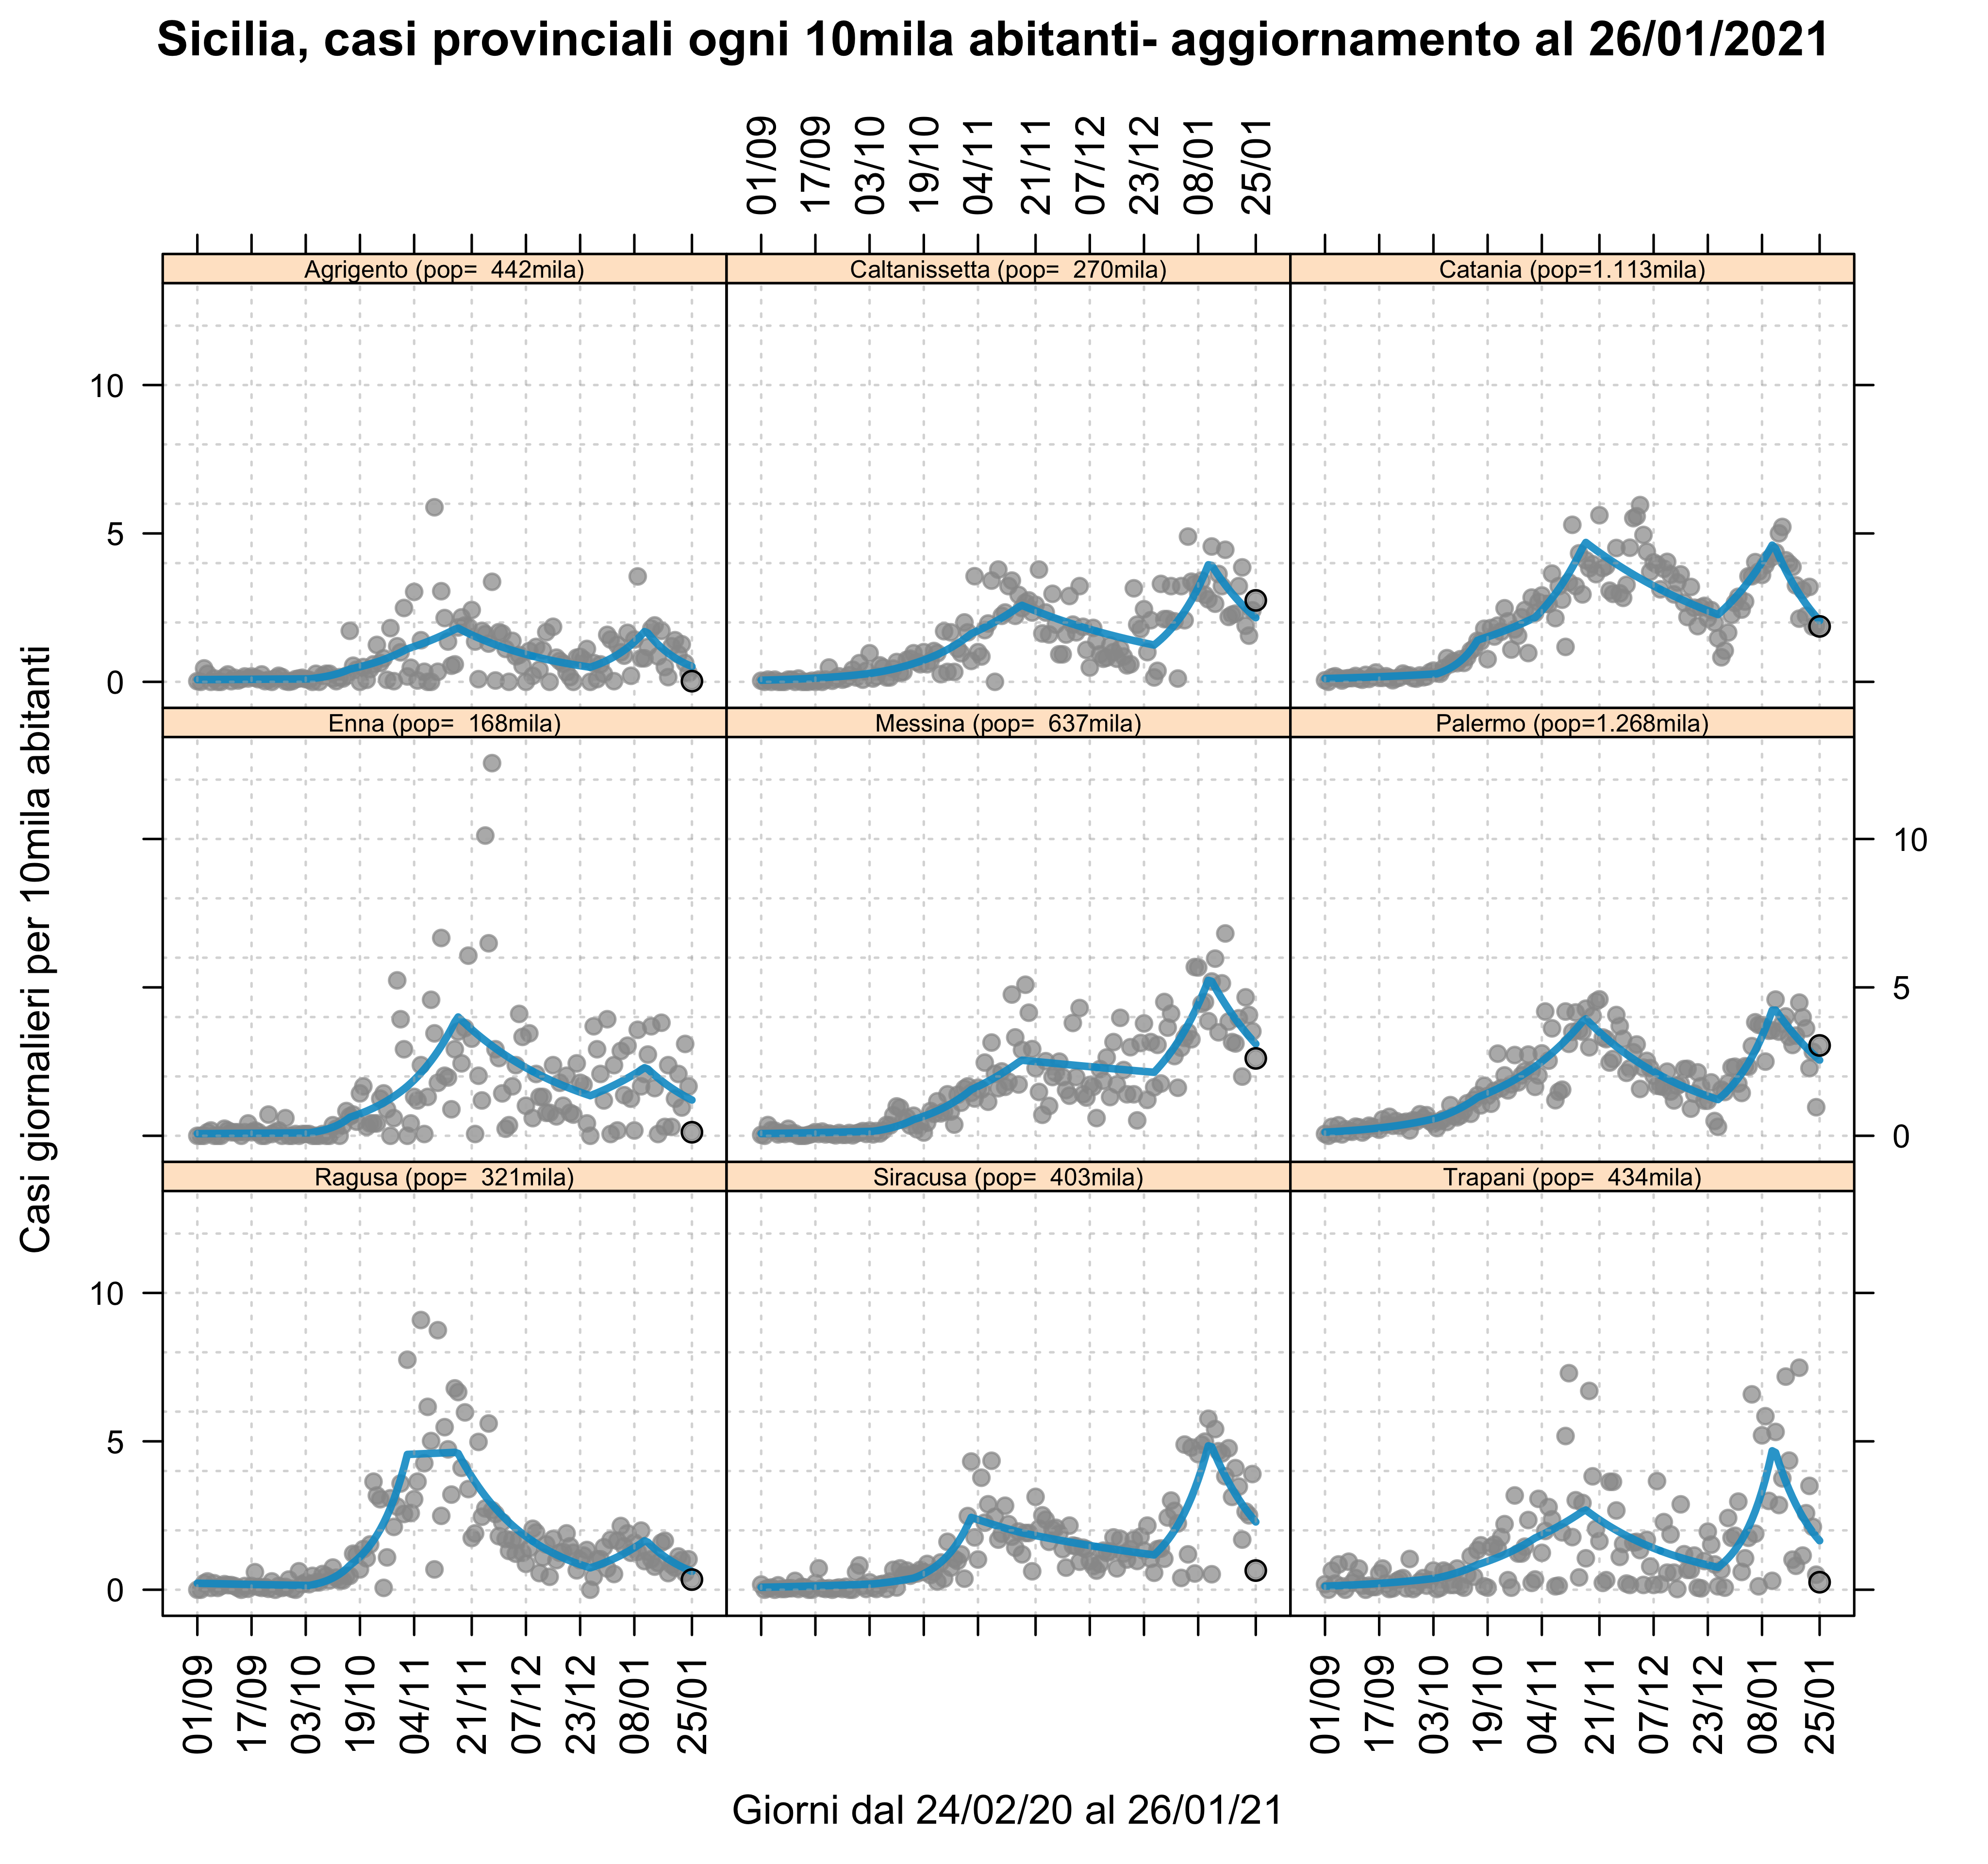 Sicilia, casi provinciali ogni 10mila abitanti- aggiornamento al 26/01/2021
01/09 17/09 03/10 19/10 04/11 21/11 07/12 23/12 08/01 25/01
Agrigento (pop= 442mila) Caltanissetta (pop= 270mila) Catania (pop=1.113mila)
10
5
0
Enna (pop= 168mila) Messina (pop= 637mila) Palermo (pop=1.268mila)
10
5
0
Casi giornalieri per 10mila abitanti
Ragusa (pop= 321mila) Siracusa (pop= 403mila) Trapani (pop= 434mila)
10
5
0
01/09 17/09 03/10 19/10 04/11 21/11 07/12 23/12 08/01 25/01 01/09 17/09 03/10 19/10 04/11 21/11 07/12 23/12 08/01 25/01
Giorni dal 24/02/20 al 26/01/21